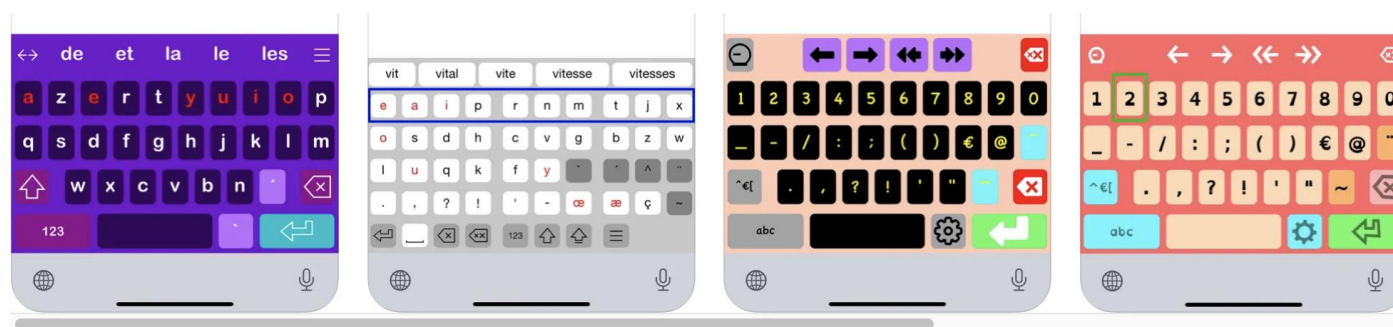 de et la le les
a z e r t y u i o p
q s d f g h j k l m
w x c v b n ´
123 `
vit vital vite vitesse vitesses
e a i p r n m t j x
o s d h c v g b z w
l u q k f y ` ´ ^ ¨
. , ? ! ' - œ æ ç ~
123
1 2 3 4 5 6 7 8 9 0
_ - / : ; ( ) € @ ¨
^€[ . , ? ! ' " ~
abc
1 2 3 4 5 6 7 8 9 0
_ - / : ; ( ) € @ ¨
^€[ . , ? ! ' " ~
abc